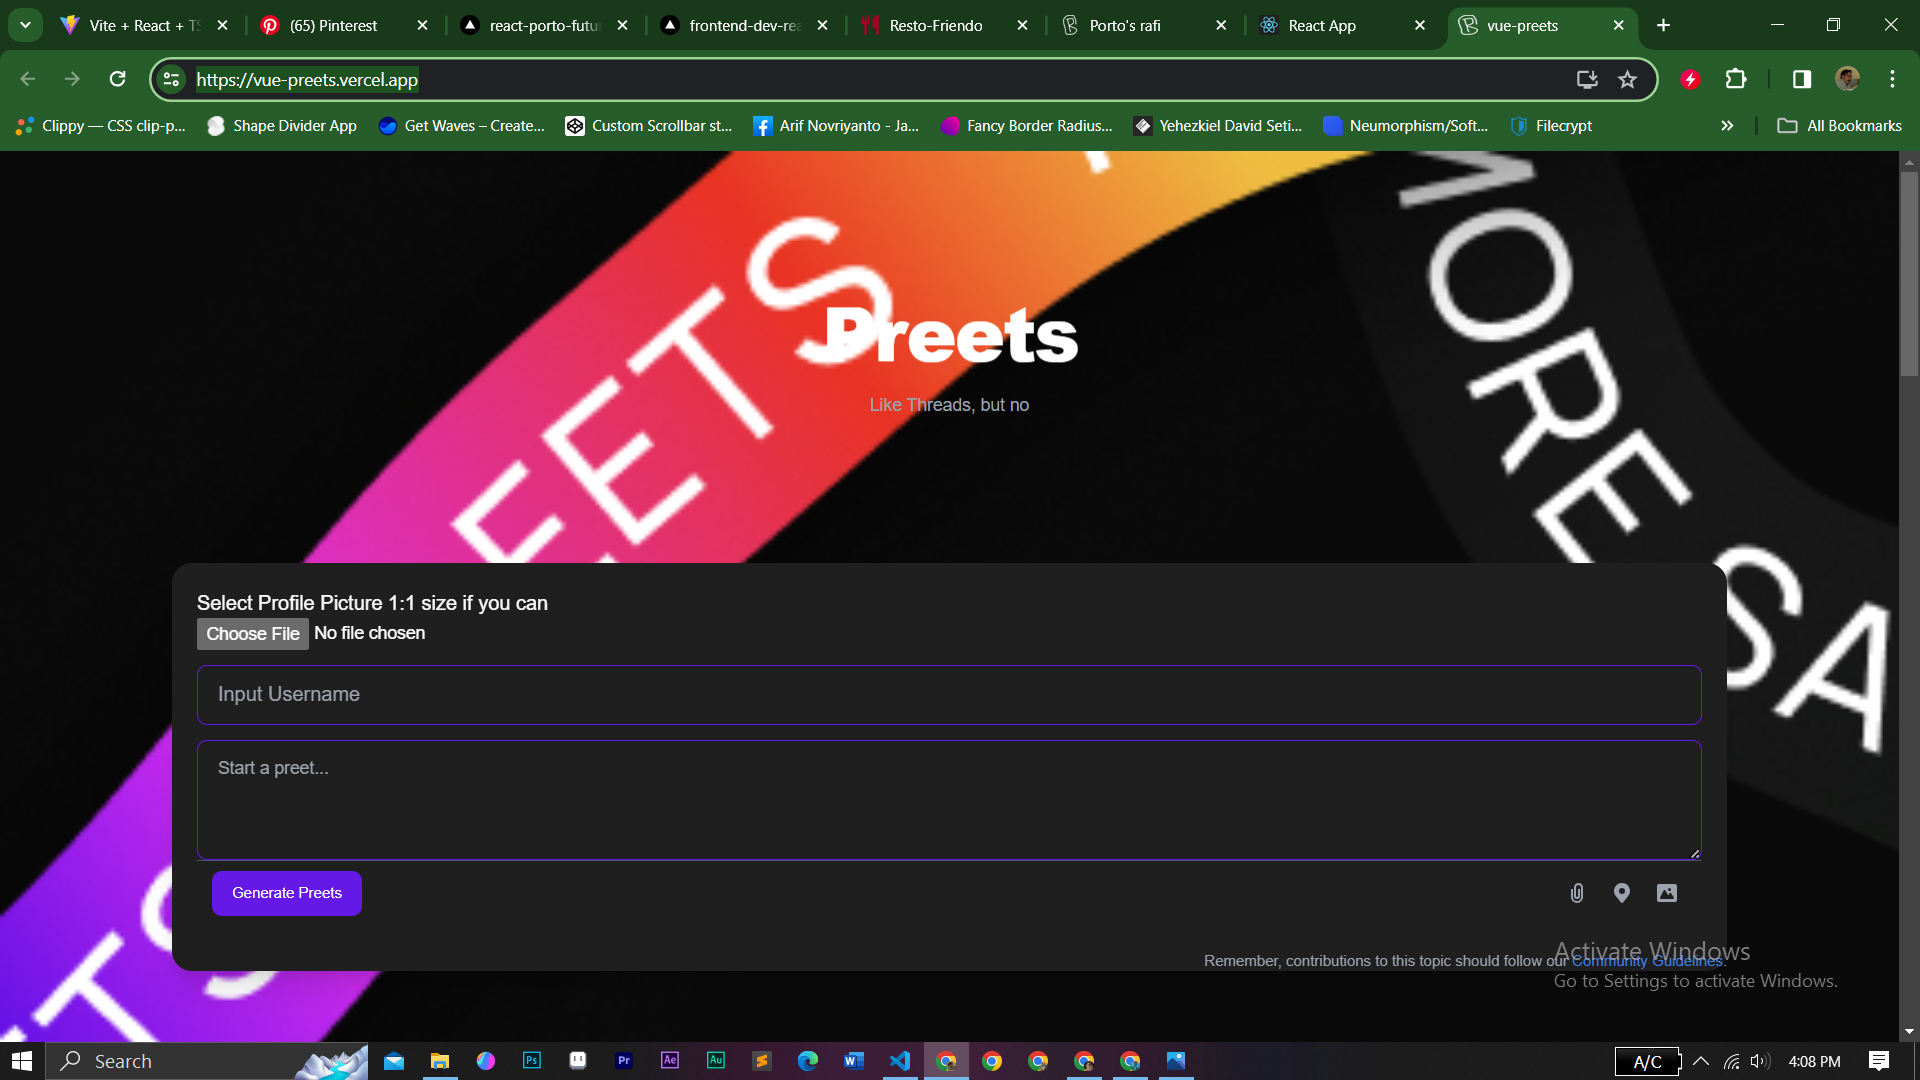 Vite + React + TS
(65) Pinterest
react-porto-futu
frontend-dev-rea
Resto-Friendo
Porto's rafi
React App
vue-preets
https://vue-preets.vercel.app
Clippy — CSS clip-p...
Shape Divider App
Get Waves – Create...
Custom Scrollbar st...
Arif Novriyanto - Ja...
Fancy Border Radius...
Yehezkiel David Seti...
Neumorphism/Soft...
Filecrypt
All Bookmarks
EETS
MORE SA
Preets
Like Threads, but no
Select Profile Picture 1:1 size if you can
Choose File No file chosen
Input Username
Start a preet...
Generate Preets
TS
Remember, contributions to this topic should follow our Community Guidelines.
Activate Windows
Go to Settings to activate Windows.
Search
Ps
Pr
Ae
Au
W
A/C
4:08 PM